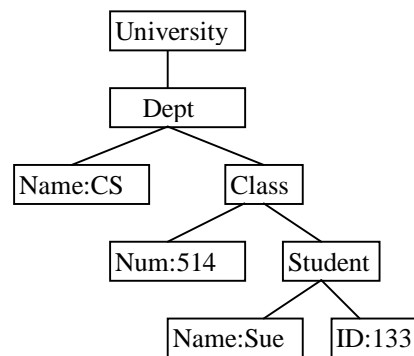 University
Dept
Name:CS
Class
Num:514
Student
Name:Sue
ID:133